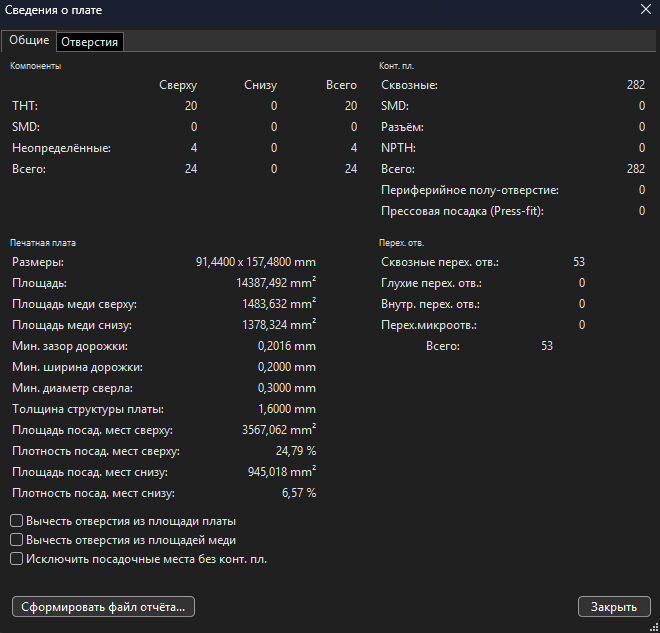 Сведения о плате
Общие Отверстия
Компоненты
Сверху Снизу Всего
THT: 20 0 20
SMD: 0 0 0
Неопределённые: 4 0 4
Всего: 24 0 24
Конт. пл.
Сквозные: 282
SMD: 0
Разъём: 0
NPTH: 0
Всего: 282
Периферийное полу-отверстие: 0
Прессовая посадка (Press-fit): 0
Печатная плата
Размеры: 91,4400 x 157,4800 mm
Площадь: 14387,492 mm²
Площадь меди сверху: 1483,632 mm²
Площадь меди снизу: 1378,324 mm²
Мин. зазор дорожки: 0,2016 mm
Мин. ширина дорожки: 0,2000 mm
Мин. диаметр сверла: 0,3000 mm
Толщина структуры платы: 1,6000 mm
Площадь посад. мест сверху: 3567,062 mm²
Плотность посад. мест сверху: 24,79 %
Площадь посад. мест снизу: 945,018 mm²
Плотность посад. мест снизу: 6,57 %
Перех. отв.
Сквозные перех. отв.: 53
Глухие перех. отв.: 0
Внутр. перех. отв.: 0
Перех.микроотв.: 0
Всего: 53
Вычесть отверстия из площади платы
Вычесть отверстия из площадей меди
Исключить посадочные места без конт. пл.
Сформировать файл отчёта... Закрыть